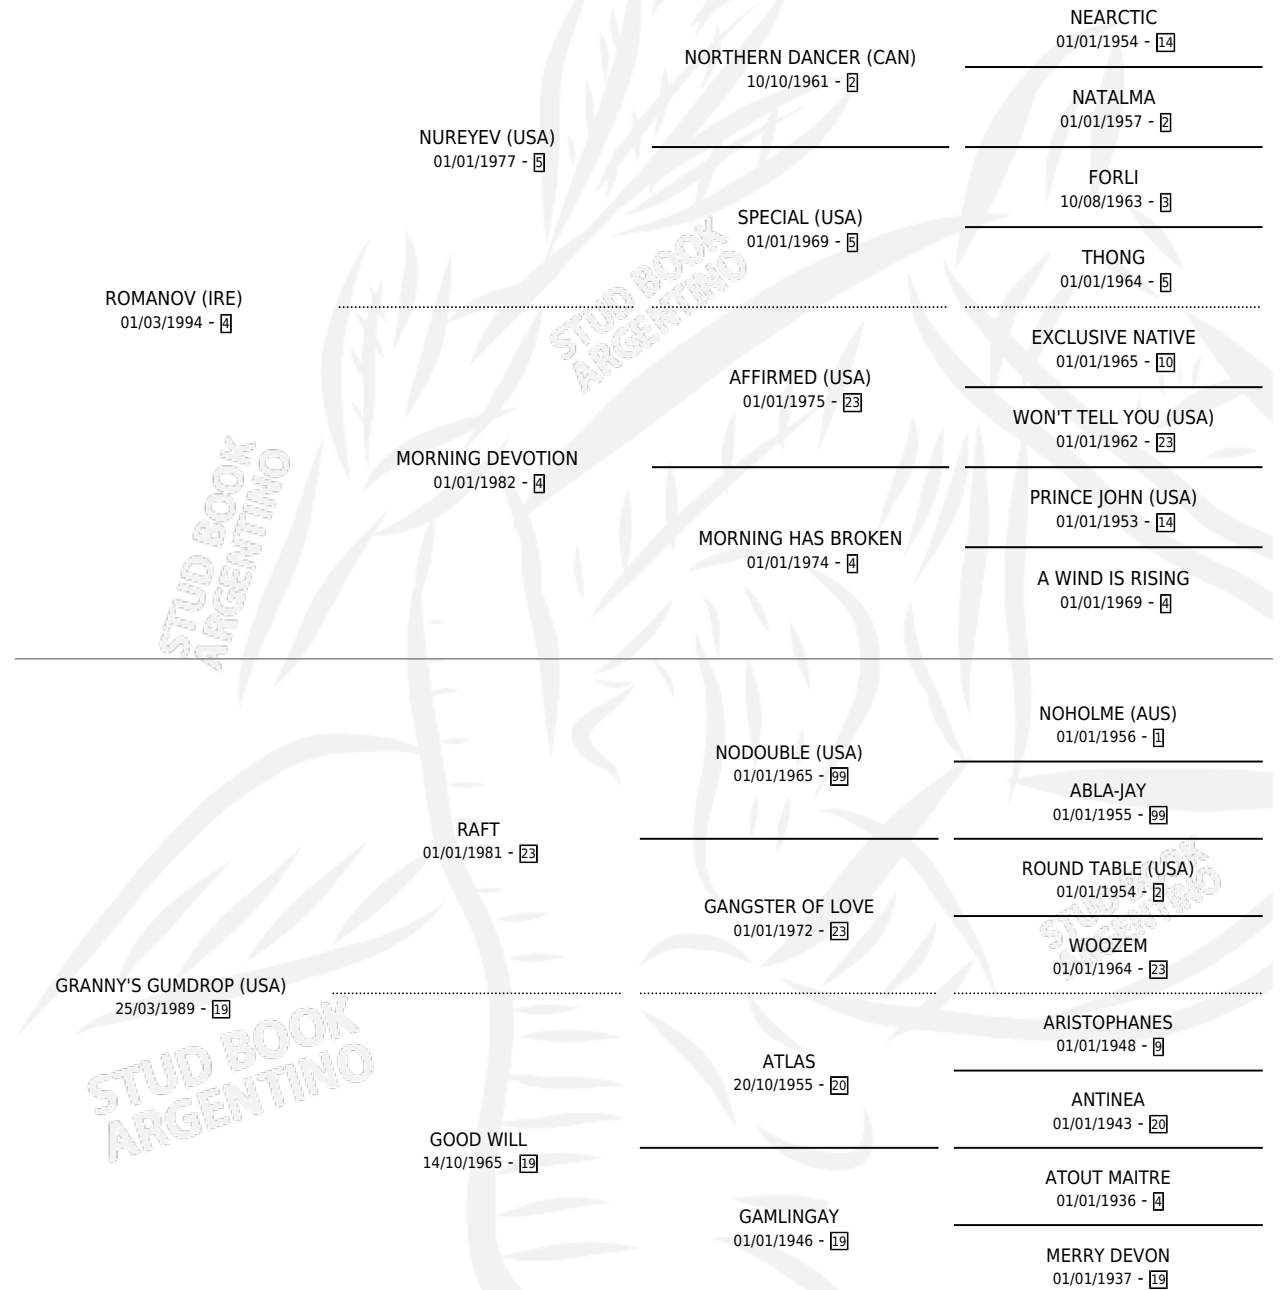 NEARCTIC
01/01/1954 - 14
NORTHERN DANCER (CAN)
10/10/1961 - 2
NATALMA
01/01/1957 - 2
NUREYEV (USA)
01/01/1977 - 5
FORLI
10/08/1963 - 3
SPECIAL (USA)
01/01/1969 - 5
THONG
01/01/1964 - 5
ROMANOV (IRE)
01/03/1994 - 4
STUD BOOK
ARGENTINO
EXCLUSIVE NATIVE
01/01/1965 - 10
AFFIRMED (USA)
01/01/1975 - 23
WON'T TELL YOU (USA)
01/01/1962 - 23
MORNING DEVOTION
01/01/1982 - 4
PRINCE JOHN (USA)
01/01/1953 - 14
MORNING HAS BROKEN
01/01/1974 - 4
A WIND IS RISING
01/01/1969 - 4
STUD BOOK
ARGENTINO
NOHOLME (AUS)
01/01/1956 - 1
NODOUBLE (USA)
01/01/1965 - 99
ABLA-JAY
01/01/1955 - 99
RAFT
01/01/1981 - 23
ROUND TABLE (USA)
01/01/1954 - 2
GANGSTER OF LOVE
01/01/1972 - 23
WOOZEM
01/01/1964 - 23
STUD BOOK
ARGENTINO
GRANNY'S GUMDROP (USA)
25/03/1989 - 19
STUD BOOK
ARGENTINO
ARISTOPHANES
01/01/1948 - 9
ATLAS
20/10/1955 - 20
ANTINEA
01/01/1943 - 20
GOOD WILL
14/10/1965 - 19
ATOUT MAITRE
01/01/1936 - 4
GAMLINGAY
01/01/1946 - 19
MERRY DEVON
01/01/1937 - 19